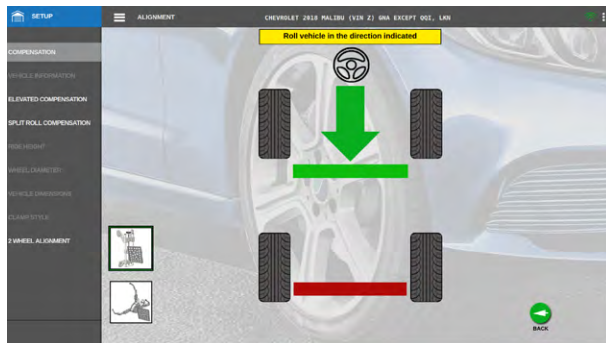 SETUP
ALIGNMENT
CHEVROLET 2018 MALIBU (VIN Z) GNA EXCEPT QQI, LKN
Roll vehicle in the direction indicated
COMPENSATION
VEHICLE INFORMATION
ELEVATED COMPENSATION
SPLIT ROLL COMPENSATION
RIDE HEIGHT
WHEEL DIAMETER
VEHICLE DIMENSIONS
CLAMP STYLE
2 WHEEL ALIGNMENT
BACK